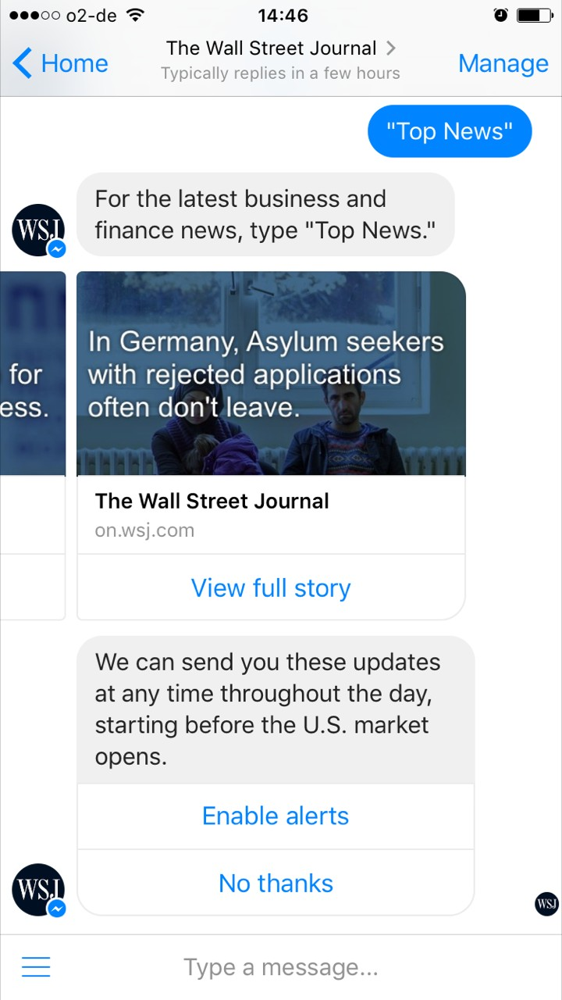 o2-de 14:46
The Wall Street Journal
Home
Manage
Typically replies in a few hours
"Top News"
For the latest business and
finance news, type "Top News."
WSJ
for
ess.
In Germany, Asylum seekers
with rejected applications
often don't leave.
The Wall Street Journal
on.wsj.com
View full story
We can send you these updates
at any time throughout the day,
starting before the U.S. market
opens.
Enable alerts
No thanks
WSJ
WSJ
Type a message...